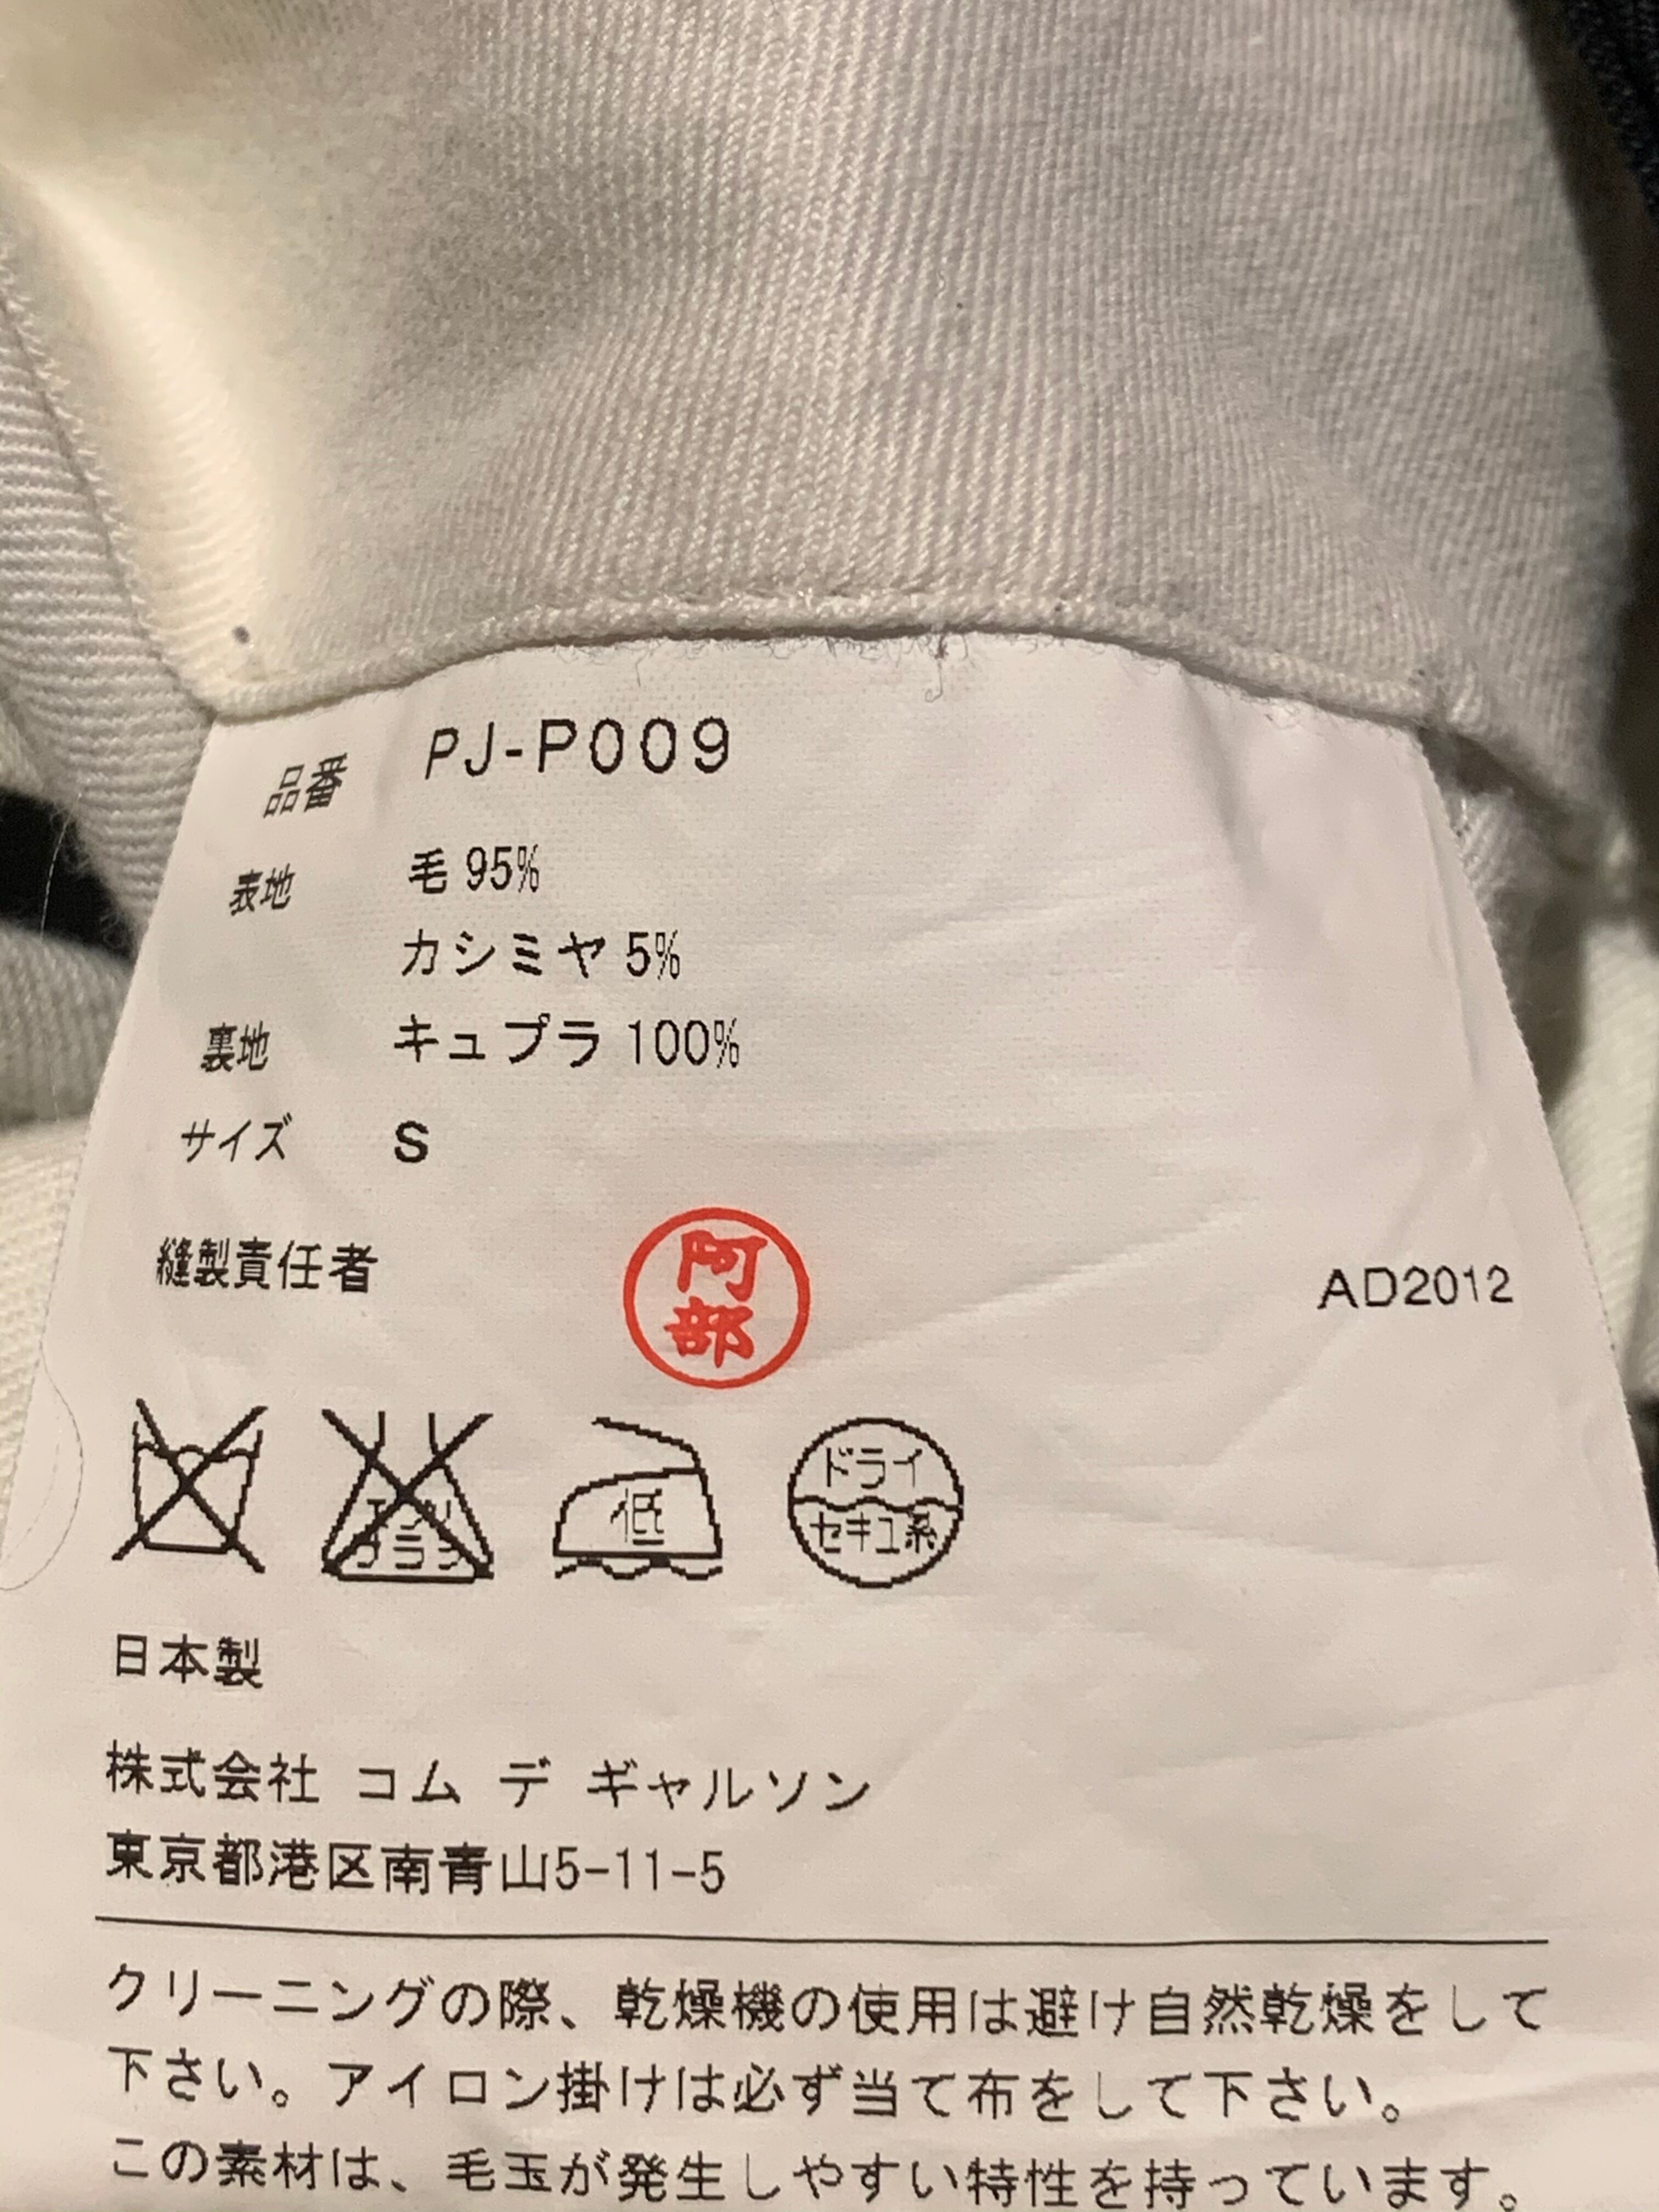 品番 PJ-P009
表地 毛 95%
カシミヤ 5%
裏地 キュプラ 100%
サイズ S
縫製責任者 阿部 AD2012
エンソ サラシ 低 ドライ セキユ系
日本製
株式会社 コム デ ギャルソン
東京都港区南青山5-11-5
クリーニングの際、乾燥機の使用は避け自然乾燥をして
下さい。アイロン掛けは必ず当て布をして下さい。
この素材は、毛玉が発生しやすい特性を持っています。